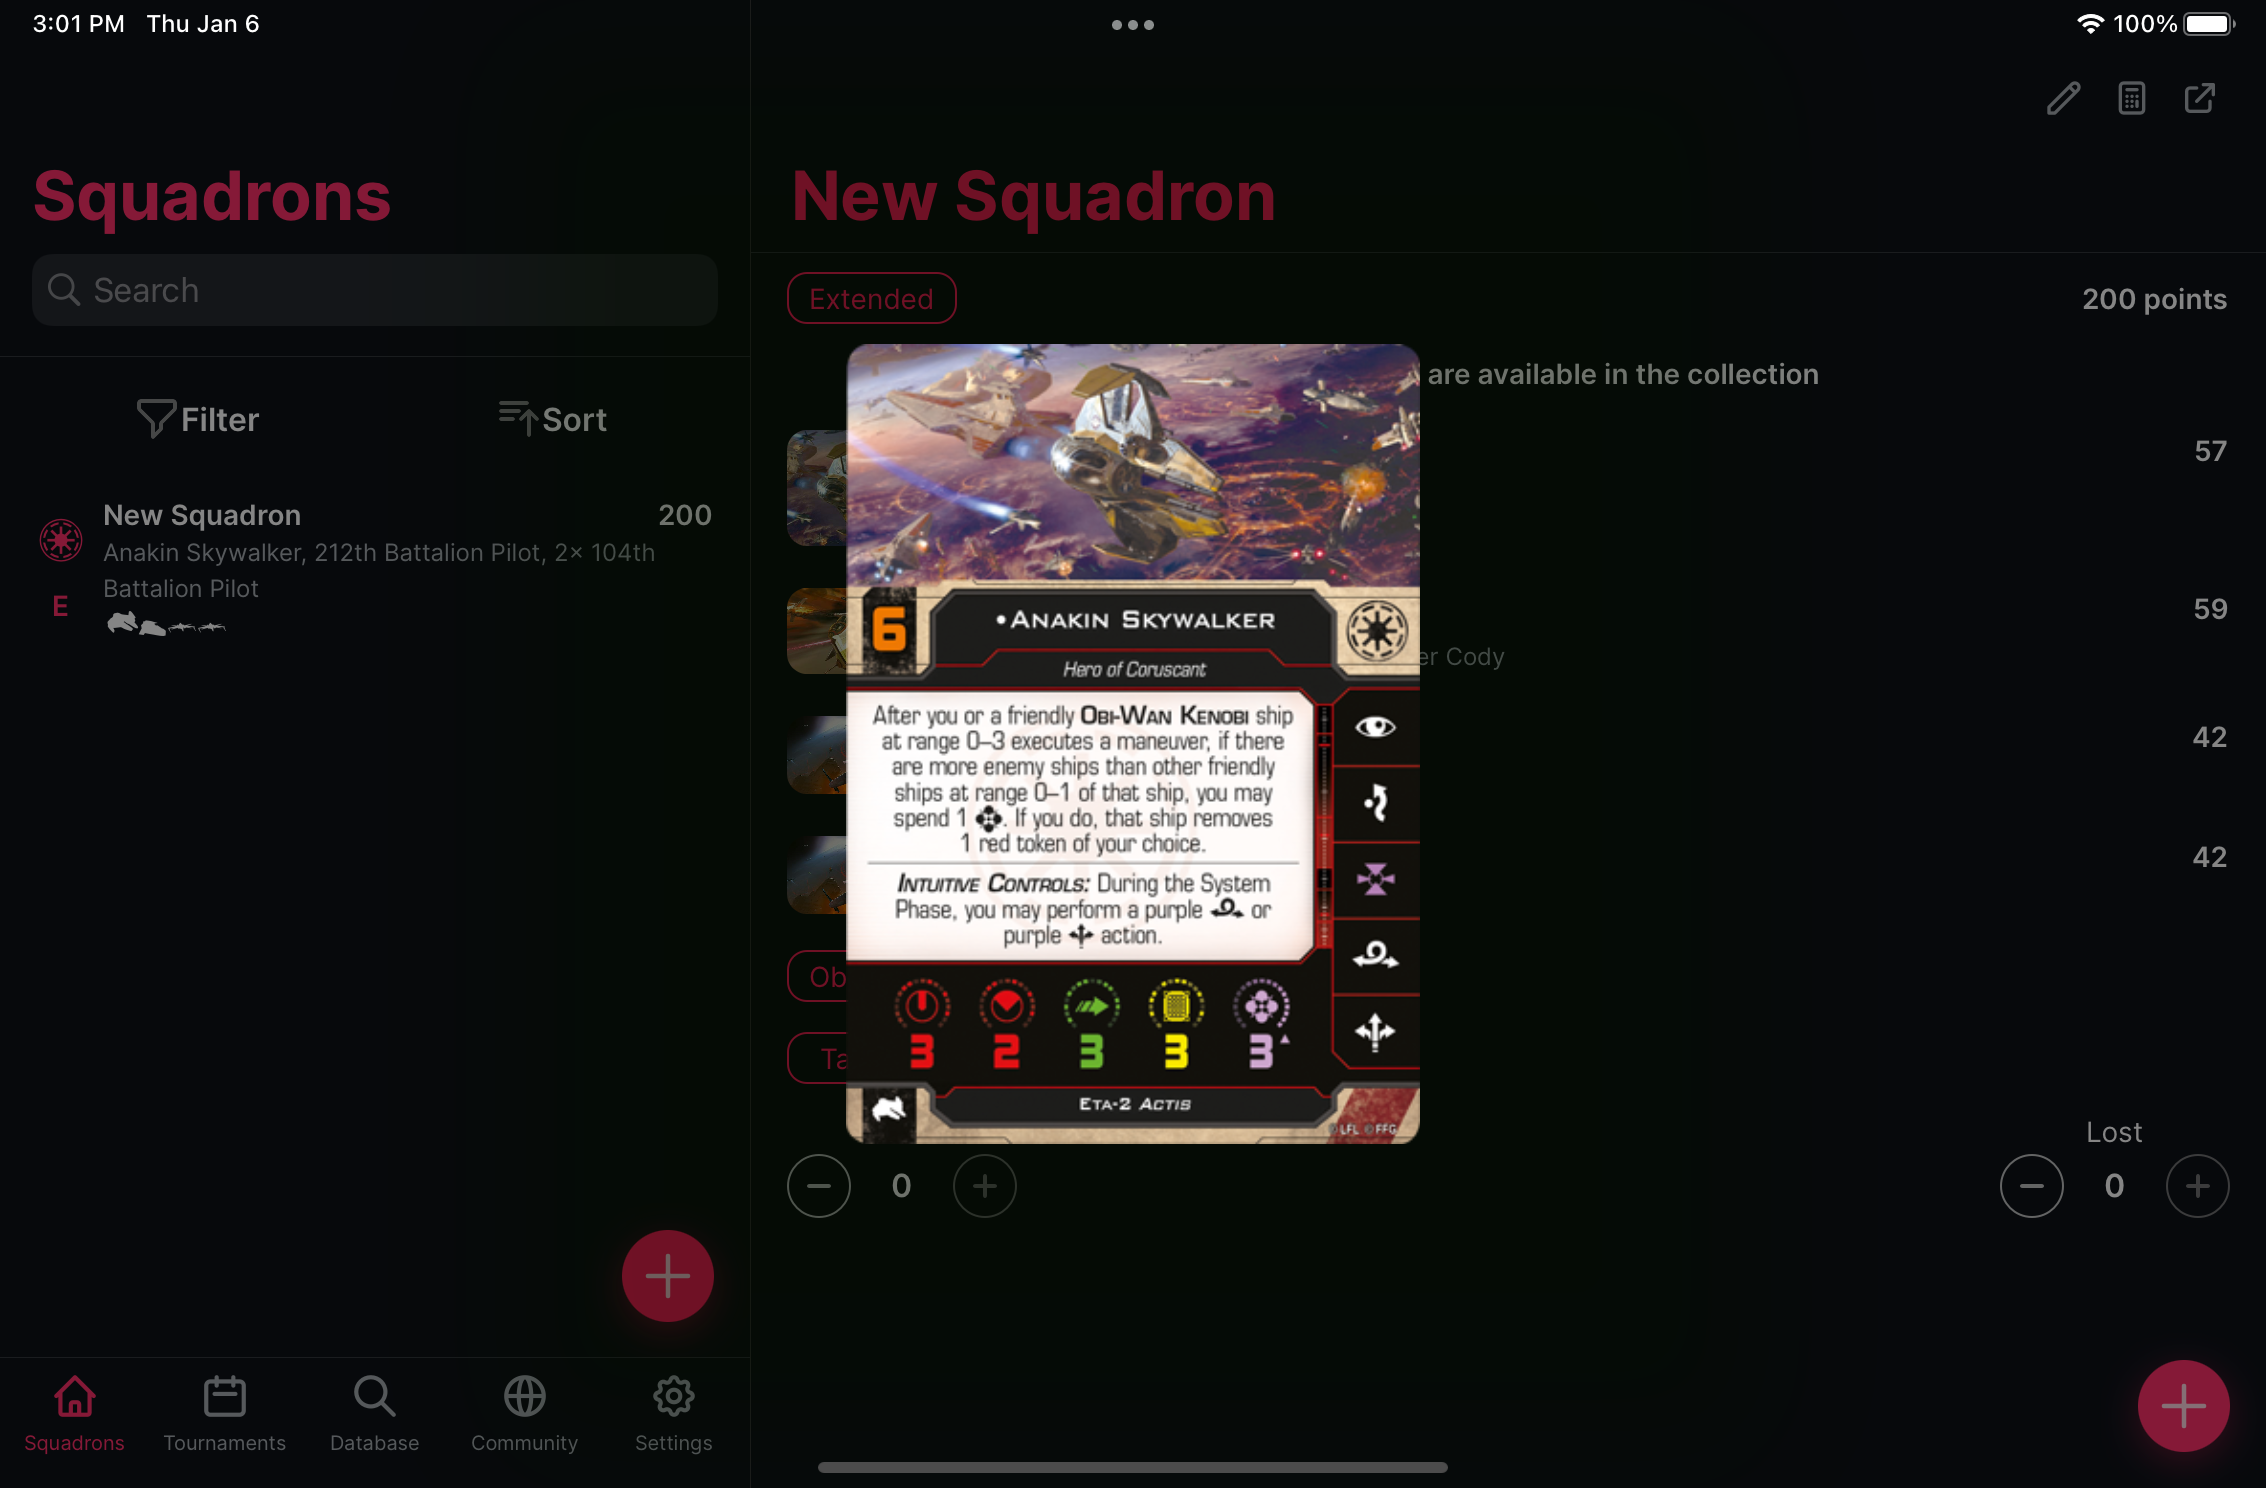 3:01 PM Thu Jan 6
100%
Squadrons
Search
Filter
Sort
New Squadron
200
Anakin Skywalker, 212th Battalion Pilot, 2× 104th
Battalion Pilot
E
Squadrons
Tournaments
Database
Community
Settings
New Squadron
Extended
200 points
are available in the collection
57
59
er Cody
42
42
Ob
Ta
6
•Anakin Skywalker
Hero of Coruscant
After you or a friendly Obi-Wan Kenobi ship
at range 0–3 executes a maneuver, if there
are more enemy ships than other friendly
ships at range 0–1 of that ship, you may
spend 1 . If you do, that ship removes
1 red token of your choice.
Intuitive Controls: During the System
Phase, you may perform a purple or
purple action.
3 2 3 3 3
Eta-2 Actis
©LFL ©FFG
0
Lost
0